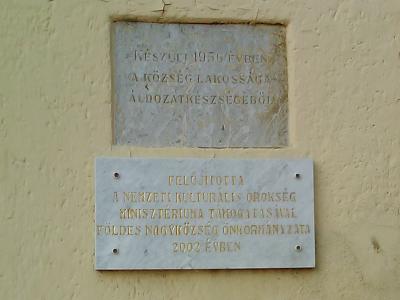 KÉSZÜLT 1956 ÉVBEN
A KÖZSÉG LAKOSSÁGA
ÁLDOZATKÉSZSÉGÉBŐL
FELÚJÍTOTTA
A NEMZETI KULTURÁLIS ÖRÖKSÉG
MINISZTÉRIUMA TÁMOGATÁSÁVAL
FÖLDES NAGYKÖZSÉG ÖNKORMÁNYZATA
2002 ÉVBEN